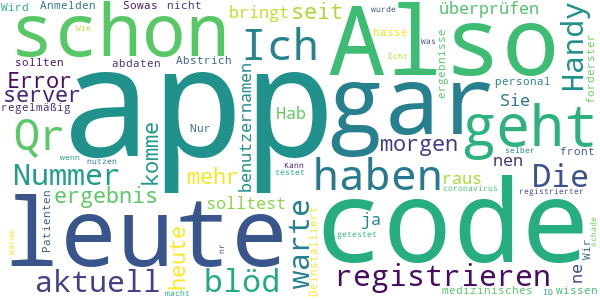 Wird Anmelden Sowas nicht bringt seit überprüfen
schon Also Ich Handy
sollten abdaten Abstrich Wie wurde hasse Echt Was ergebnisse forderster
Error server regelmäßig
app gar geht
Qr Nur benutzernamen Hab personal Sie
komme morgen nen front
wenn nutzen selber
Nummer mehr haben Kann testet raus Die
coronavirus registrierter
ergebnis solltest
leute code
Patienten heute Warte Deinstalliert ja getestet ne Wir schade
warum nr
aktuell blöd registrieren
macht medizinisches ID wissen